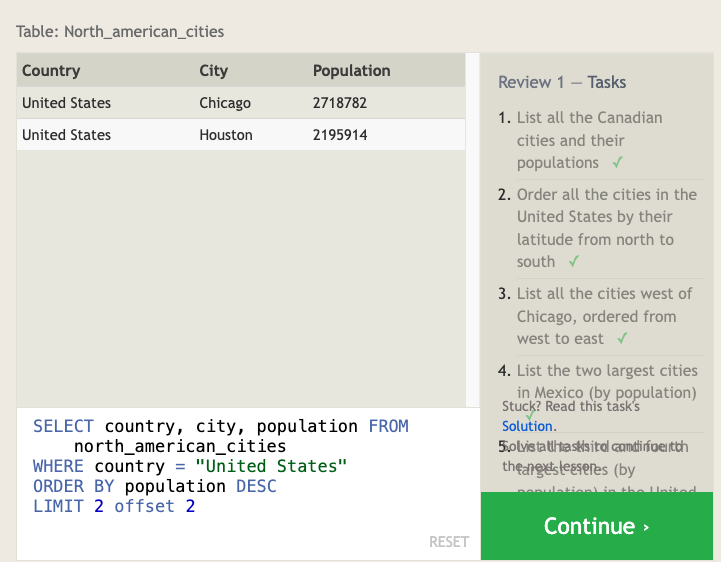 Table: North_american_cities
Country City Population
United States Chicago 2718782
United States Houston 2195914
SELECT country, city, population FROM
north_american_cities
WHERE country = "United States"
ORDER BY population DESC
LIMIT 2 offset 2
RESET
Review 1 — Tasks
1. List all the Canadian
cities and their
populations ✓
2. Order all the cities in the
United States by their
latitude from north to
south ✓
3. List all the cities west of
Chicago, ordered from
west to east ✓
4. List the two largest cities
in Mexico (by population)
✓
Stuck? Read this task's
Solution.
5. List the third and fourth
Solve all tasks to continue to
largest cities (by
the next lesson.
population) in the United
Continue ›